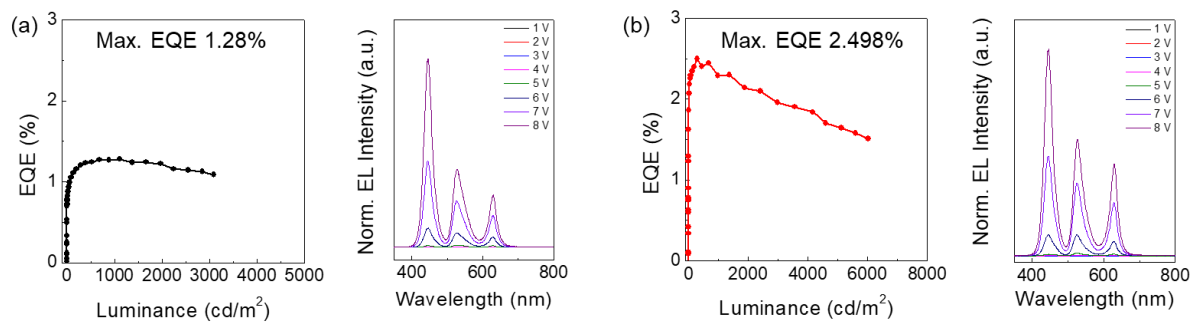 (a)
Max. EQE 1.28%
EQE (%)
3
2
1
0
0 1000 2000 3000 4000 5000
Luminance (cd/m²)
Norm. EL Intensity (a.u.)
1 V
2 V
3 V
4 V
5 V
6 V
7 V
8 V
400 600 800
Wavelength (nm)
(b)
Max. EQE 2.498%
EQE (%)
3
2
1
0
0 2000 4000 6000 8000
Luminance (cd/m²)
Norm. EL Intensity (a.u.)
1 V
2 V
3 V
4 V
5 V
6 V
7 V
8 V
400 600 800
Wavelength (nm)